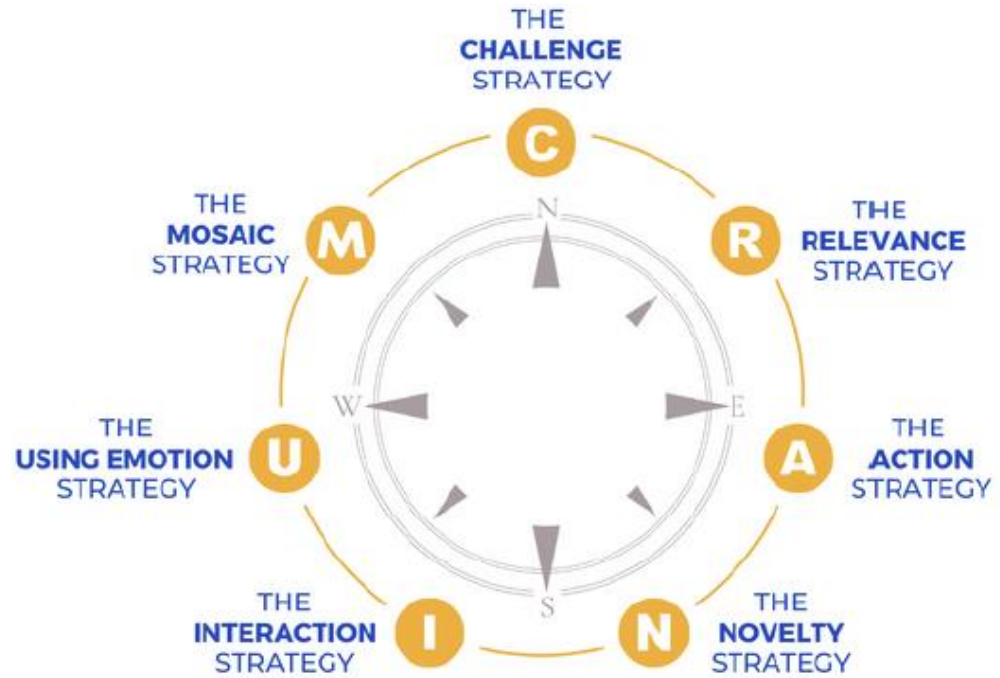 THE
CHALLENGE
STRATEGY
C
THE
RELEVANCE
STRATEGY
R
THE
ACTION
STRATEGY
A
THE
NOVELTY
STRATEGY
N
THE
INTERACTION
STRATEGY
I
THE
USING EMOTION
STRATEGY
U
THE
MOSAIC
STRATEGY
M
N
E
S
W